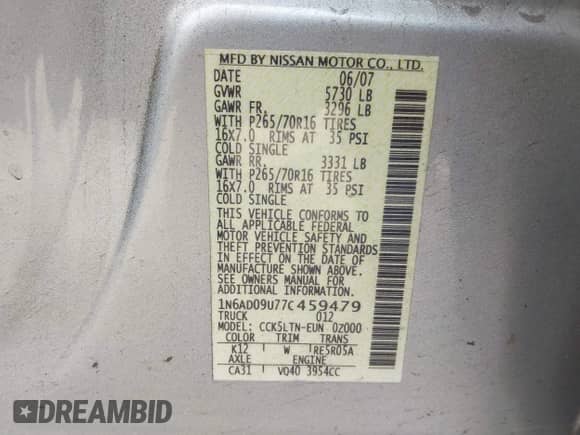 MFD BY NISSAN MOTOR CO., LTD.
DATE 06/07
GVWR 5730 LB
GAWR FR. 3296 LB
WITH P265/70R16 TIRES
16X7.0 RIMS AT 35 PSI
COLD SINGLE
GAWR RR. 3331 LB
WITH P265/70R16 TIRES
16X7.0 RIMS AT 35 PSI
COLD SINGLE
THIS VEHICLE CONFORMS TO
ALL APPLICABLE FEDERAL
MOTOR VEHICLE SAFETY AND
THEFT PREVENTION STANDARDS
IN EFFECT ON THE DATE OF
MANUFACTURE SHOWN ABOVE.
SEE OWNERS MANUAL FOR
ADDITIONAL INFORMATION.
1N6AD09U77C459479
TRUCK 012
MODEL: CCK5LTN-EUN 0Z000
COLOR TRIM TRANS
K12 W RE5R05A
AXLE ENGINE
CA31 VQ40 3954CC
DREAMBID